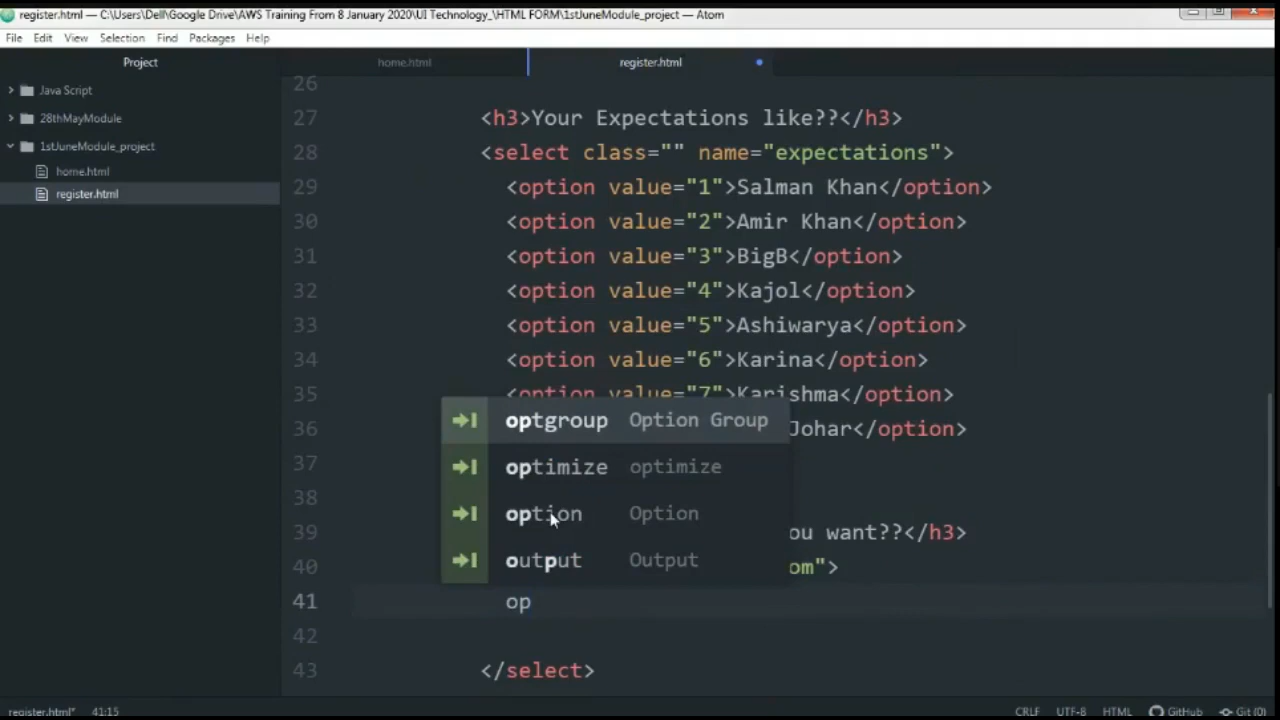 register.html — C:\Users\Dell\Google Drive\AWS Training From 8 January 2020\UI Technology_\HTML FORM\1stJuneModule_project — Atom
File Edit View Selection Find Packages Help
Project
home.html
register.html
Java Script
28thMayModule
1stJuneModule_project
home.html
register.html
26
27 <h3>Your Expectations like??</h3>
28 <select class="" name="expectations">
29 <option value="1">Salman Khan</option>
30 <option value="2">Amir Khan</option>
31 <option value="3">BigB</option>
32 <option value="4">Kajol</option>
33 <option value="5">Ashiwarya</option>
34 <option value="6">Karina</option>
35 <option value="7">Karishma</option>
36 Johar</option>
37
38
39 ou want??</h3>
40 om">
41 op
42
43 </select>
optgroup Option Group
optimize optimize
option Option
output Output
register.html* 41:15 CRLF UTF-8 HTML GitHub Git (0)